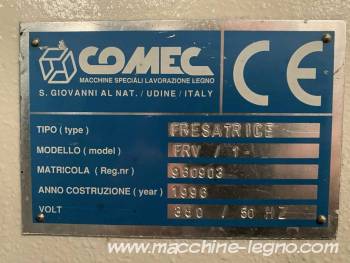 COMEC
MACCHINE SPECIALI LAVORAZIONE LEGNO
S. GIOVANNI AL NAT. / UDINE / ITALY
CE
TIPO (type) FRESATRICE
MODELLO (model) FRV / 1-
MATRICOLA (Reg.nr) 960903
ANNO COSTRUZIONE (year) 1996
VOLT 380 / 50 HZ
www.macchine-legno.com